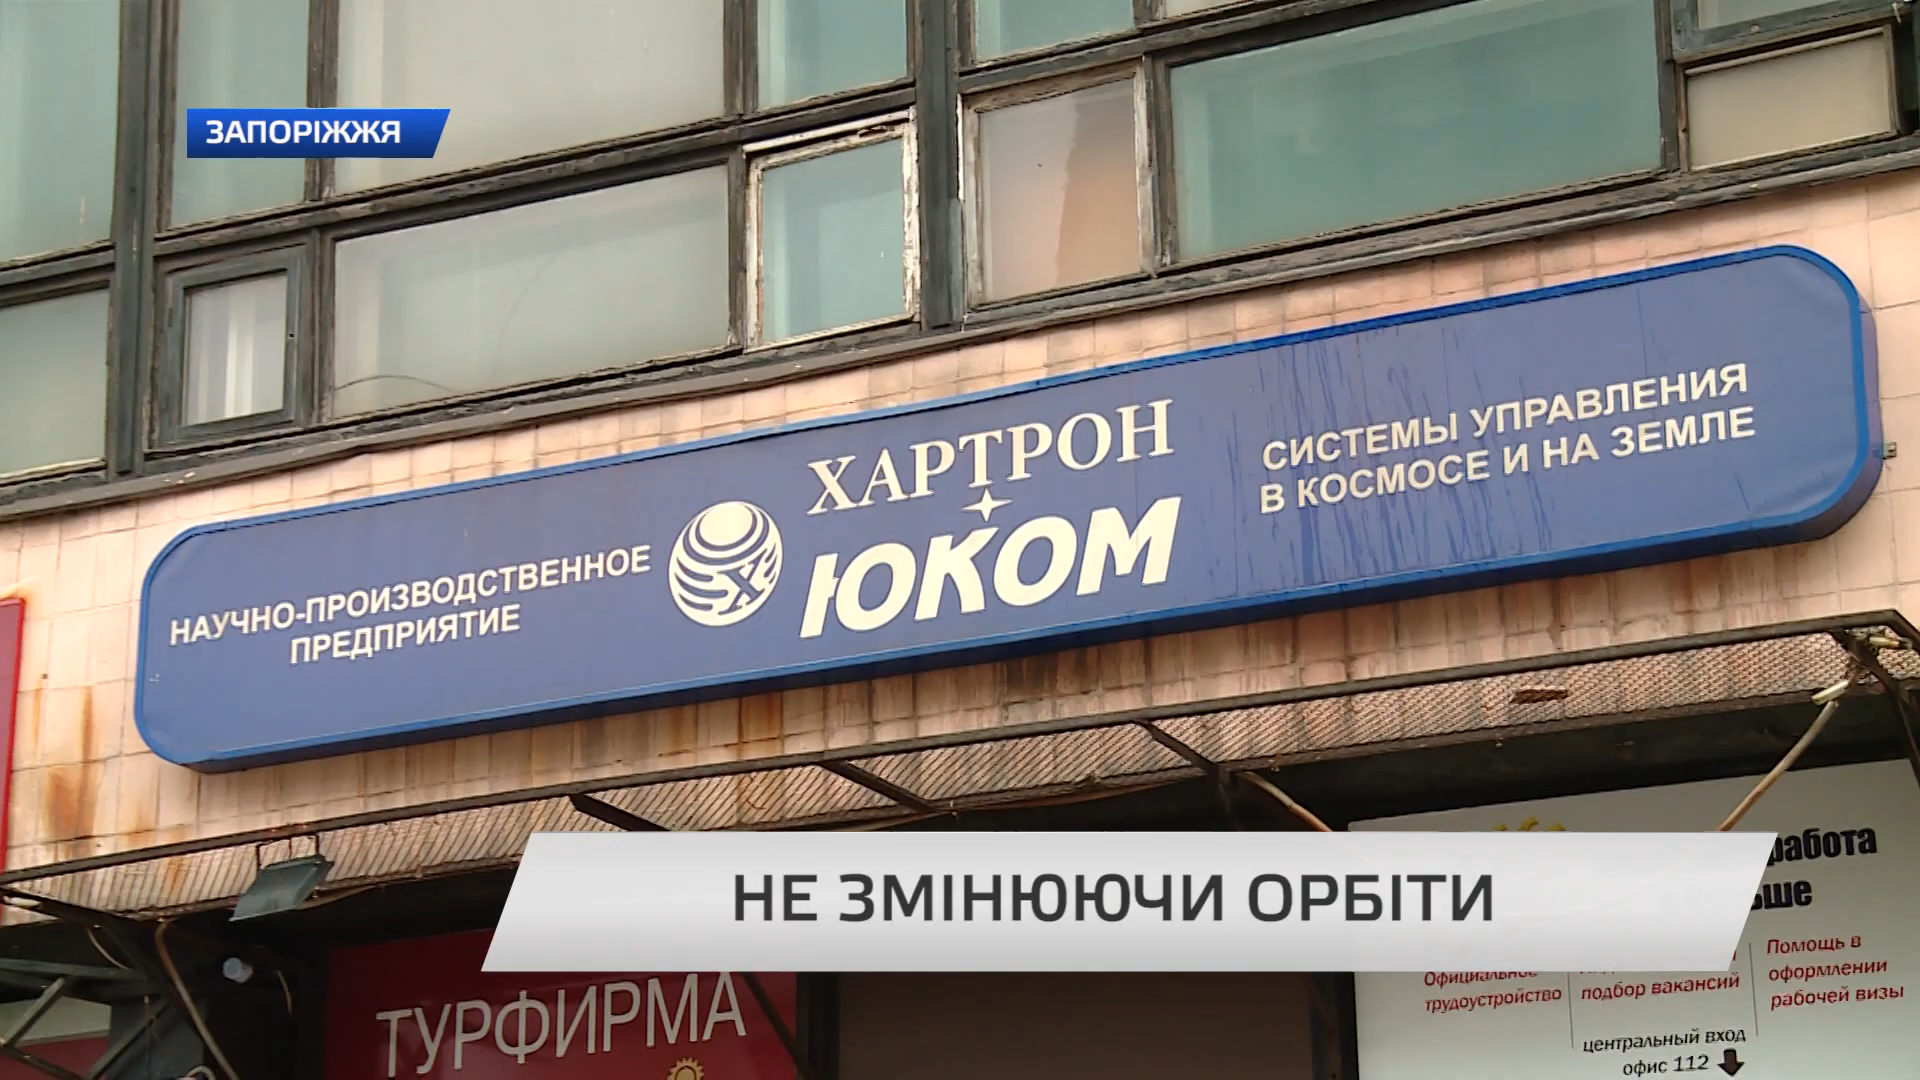 ЗАПОРІЖЖЯ
НАУЧНО-ПРОИЗВОДСТВЕННОЕ
ПРЕДПРИЯТИЕ
ХАРТРОН
ЮКОМ
СИСТЕМЫ УПРАВЛЕНИЯ
В КОСМОСЕ И НА ЗЕМЛЕ
НЕ ЗМІНЮЮЧИ ОРБІТИ
ТУРФИРМА
работа
Официальное
трудоустройство
подбор вакансий
Помощь в
оформлении
рабочей визы
центральный вход
офис 112